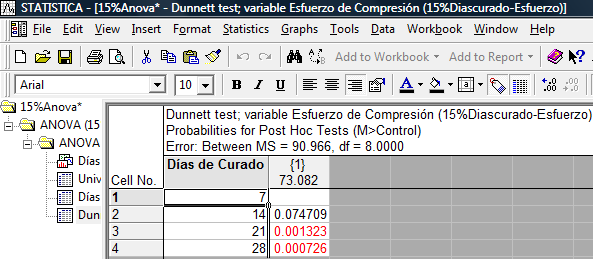 STATISTICA - [15%Anova* - Dunnett test; variable Esfuerzo de Compresión (15%Diascurado-Esfuerzo)]
File Edit View Insert Format Statistics Graphs Tools Data Workbook Window Help
Add to Workbook Add to Report
Arial 10 B I U
15%Anova*
ANOVA (15
ANOVA
Días
Univ
Días
Dun
Dunnett test; variable Esfuerzo de Compresión (15%Diascurado-Esfuerzo)
Probabilities for Post Hoc Tests (M>Control)
Error: Between MS = 90.966, df = 8.0000
Cell No. Días de Curado {1} 73.082
1 7
2 14 0.074709
3 21 0.001323
4 28 0.000726